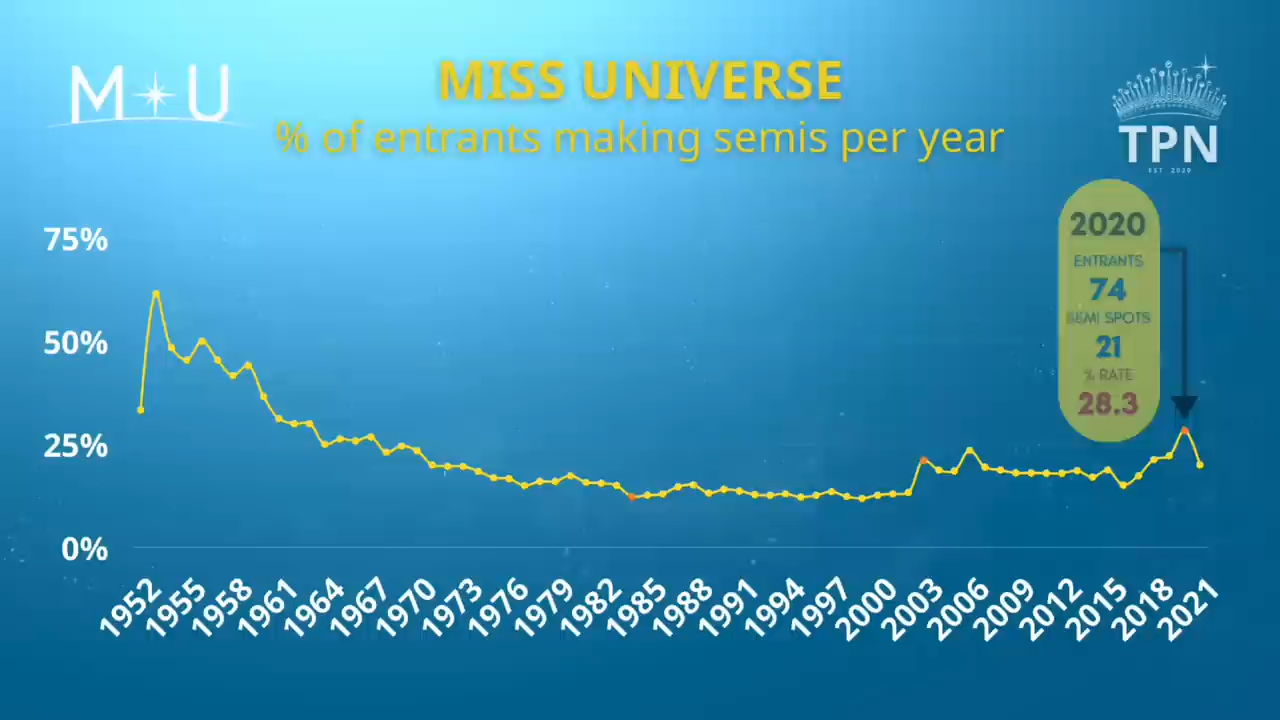 M U
MISS UNIVERSE
% of entrants making semis per year
TPN
EST 2020
75%
50%
25%
0%
2020
ENTRANTS
74
SEMI SPOTS
21
% RATE
28.3
1952 1955 1958 1961 1964 1967 1970 1973 1976 1979 1982 1985 1988 1991 1994 1997 2000 2003 2006 2009 2012 2015 2018 2021